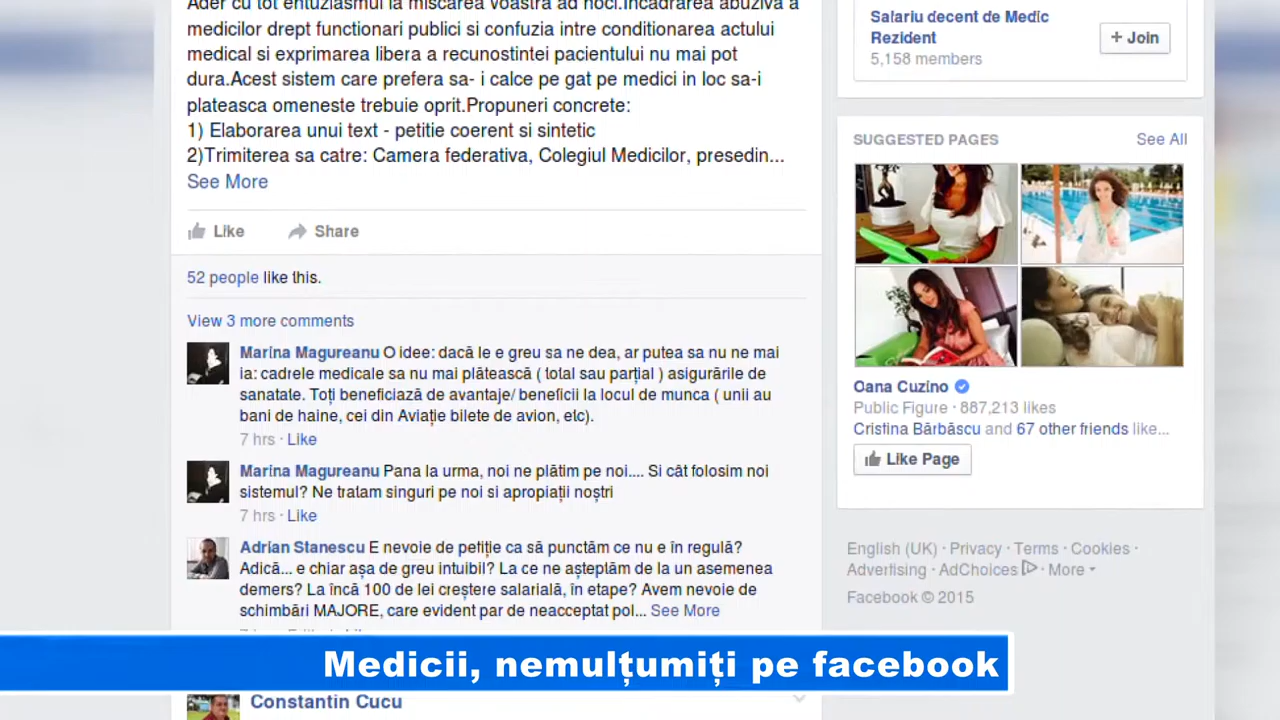 Ader cu tot entuziasmul la miscarea voastra ad hoci.Incadrarea abuziva a
medicilor drept functionari publici si confuzia intre conditionarea actului
medical si exprimarea libera a recunostintei pacientului nu mai pot
dura.Acest sistem care prefera sa- i calce pe gat pe medici in loc sa-i
plateasca omeneste trebuie oprit.Propuneri concrete:
1) Elaborarea unui text - petitie coerent si sintetic
2)Trimiterea sa catre: Camera federativa, Colegiul Medicilor, presedin...
See More
Like Share
52 people like this.
View 3 more comments
Marina Magureanu O idee: dacă le e greu sa ne dea, ar putea sa nu ne mai
ia: cadrele medicale sa nu mai plătească ( total sau parțial ) asigurările de
sanatate. Toți beneficiază de avantaje/ beneficii la locul de munca ( unii au
bani de haine, cei din Aviație bilete de avion, etc).
7 hrs · Like
Marina Magureanu Pana la urma, noi ne plătim pe noi.... Si cât folosim noi
sistemul? Ne tratam singuri pe noi si apropiații noștri
7 hrs · Like
Adrian Stanescu E nevoie de petiție ca să punctăm ce nu e în regulă?
Adică... e chiar așa de greu intuibil? La ce ne așteptăm de la un asemenea
demers? La încă 100 de lei creștere salarială, în etape? Avem nevoie de
schimbări MAJORE, care evident par de neacceptat pol... See More
Medicii, nemulțumiți pe facebook
Constantin Cucu
Salariu decent de Medic
Rezident
5,158 members
+ Join
SUGGESTED PAGES See All
Oana Cuzino
Public Figure · 887,213 likes
Cristina Bărbăscu and 67 other friends like...
Like Page
English (UK) · Privacy · Terms · Cookies ·
Advertising · AdChoices · More
Facebook © 2015